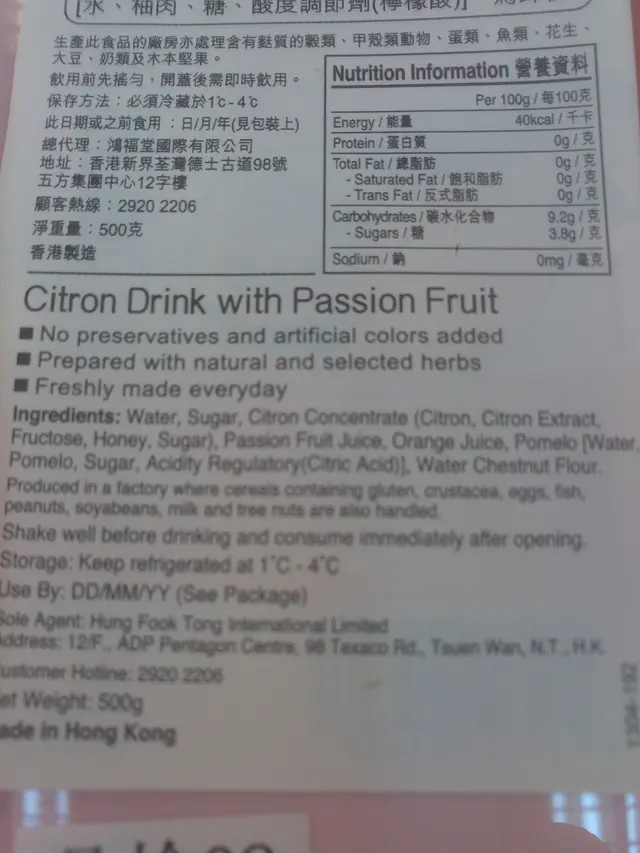 [水、柚肉、糖、酸度調節劑(檸檬酸)]、
生產此食品的廠房亦處理含有麩質的穀類、甲殼類動物、蛋類、魚類、花生、
大豆、奶類及木本堅果。
飲用前先搖勻，開蓋後需即時飲用。
保存方法：必須冷藏於1℃-4℃
此日期或之前食用：日/月/年(見包裝上)
總代理：鴻福堂國際有限公司
地址：香港新界荃灣德士古道98號
五方集團中心12字樓
顧客熱線：2920 2206
淨重量：500克
香港製造
Nutrition Information 營養資料
Per 100g / 每100克
Energy / 能量 40kcal / 千卡
Protein / 蛋白質 0g / 克
Total Fat / 總脂肪 0g / 克
- Saturated Fat / 飽和脂肪 0g / 克
- Trans Fat / 反式脂肪 0g / 克
Carbohydrates / 碳水化合物 9.2g / 克
- Sugars / 糖 3.8g / 克
Sodium / 鈉 0mg / 毫克
Citron Drink with Passion Fruit
■ No preservatives and artificial colors added
■ Prepared with natural and selected herbs
■ Freshly made everyday
Ingredients: Water, Sugar, Citron Concentrate (Citron, Citron Extract,
Fructose, Honey, Sugar), Passion Fruit Juice, Orange Juice, Pomelo [Water,
Pomelo, Sugar, Acidity Regulatory(Citric Acid)], Water Chestnut Flour.
Produced in a factory where cereals containing gluten, crustacea, eggs, fish,
peanuts, soyabeans, milk and tree nuts are also handled.
Shake well before drinking and consume immediately after opening.
Storage: Keep refrigerated at 1℃ - 4℃
Use By: DD/MM/YY (See Package)
Sole Agent: Hung Fook Tong International Limited
Address: 12/F., ADP Pentagon Centre, 98 Texaco Rd., Tsuen Wan, N.T., H.K.
ustomer Hotline: 2920 2206
et Weight: 500g
ade in Hong Kong
1304-192